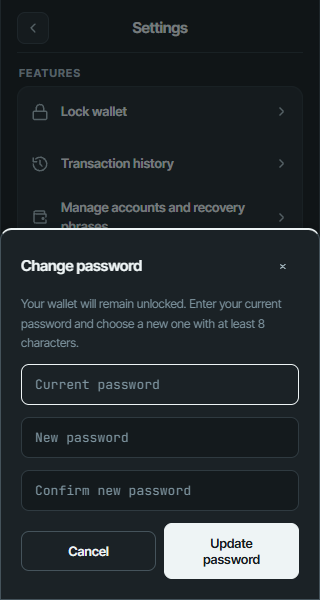 Settings
FEATURES
Lock wallet
Transaction history
Manage accounts and recovery
phrases
Change password
×
Your wallet will remain unlocked. Enter your current
password and choose a new one with at least 8
characters.
Current password
New password
Confirm new password
Cancel
Update
password